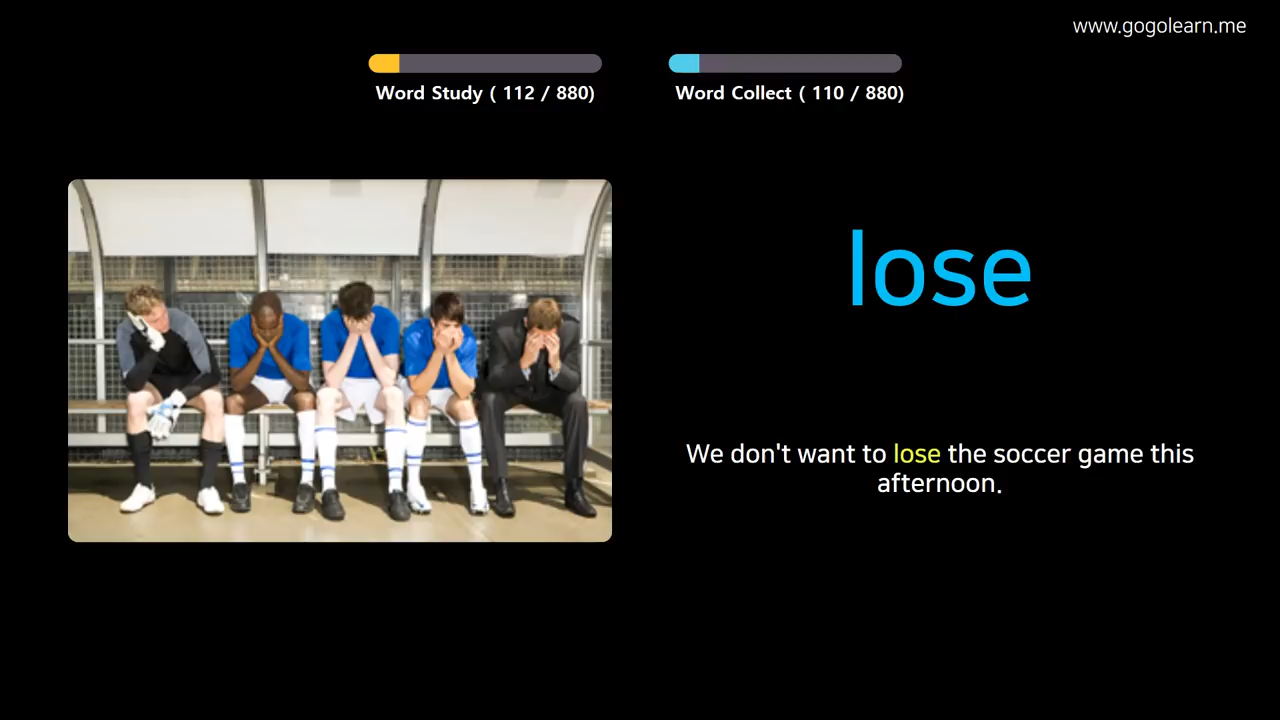 www.gogolearn.me
Word Study ( 112 / 880)
Word Collect ( 110 / 880)
lose
We don't want to lose the soccer game this
afternoon.